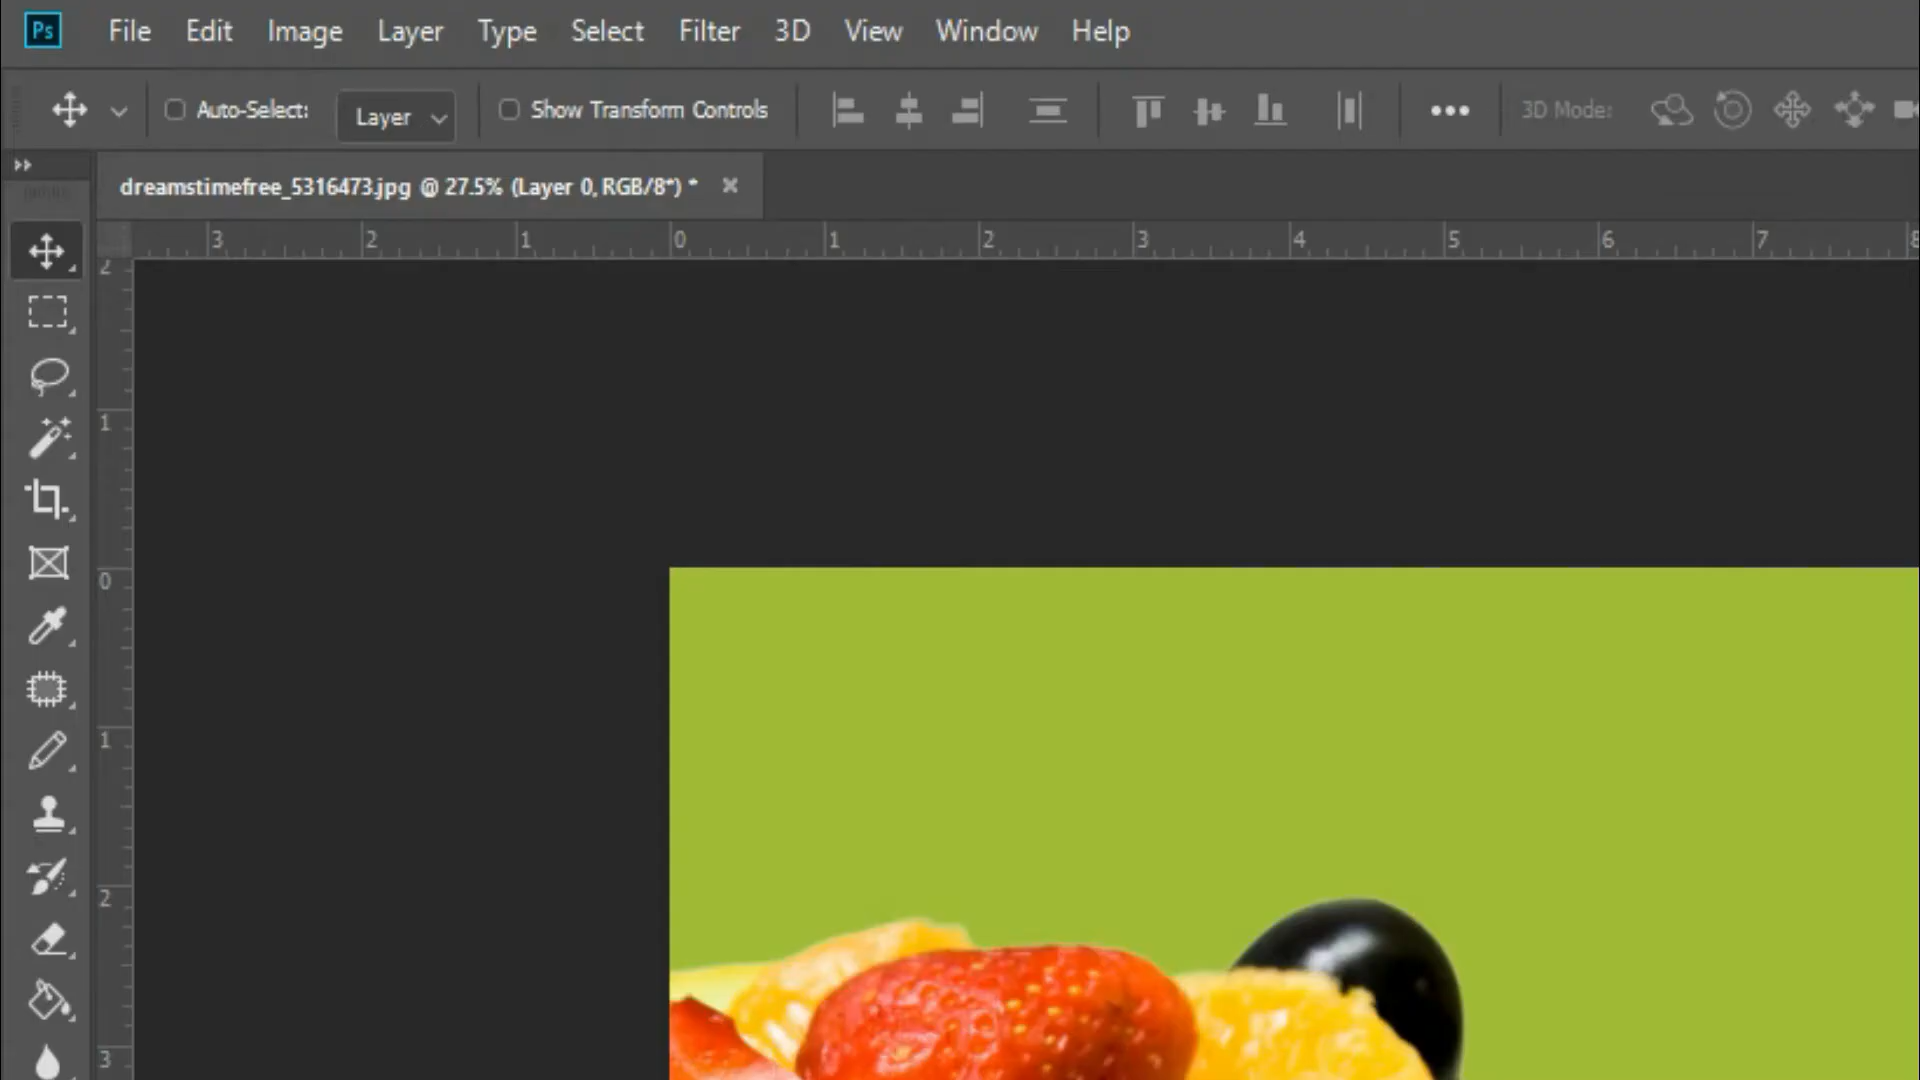 Ps File Edit Image Layer Type Select Filter 3D View Window Help
Auto-Select: Layer Show Transform Controls 3D Mode:
dreamstimefree_5316473.jpg @ 27.5% (Layer 0, RGB/8*) *
3 2 1 0 1 2 3 4 5 6 7 8
2
1
0
1
2
3